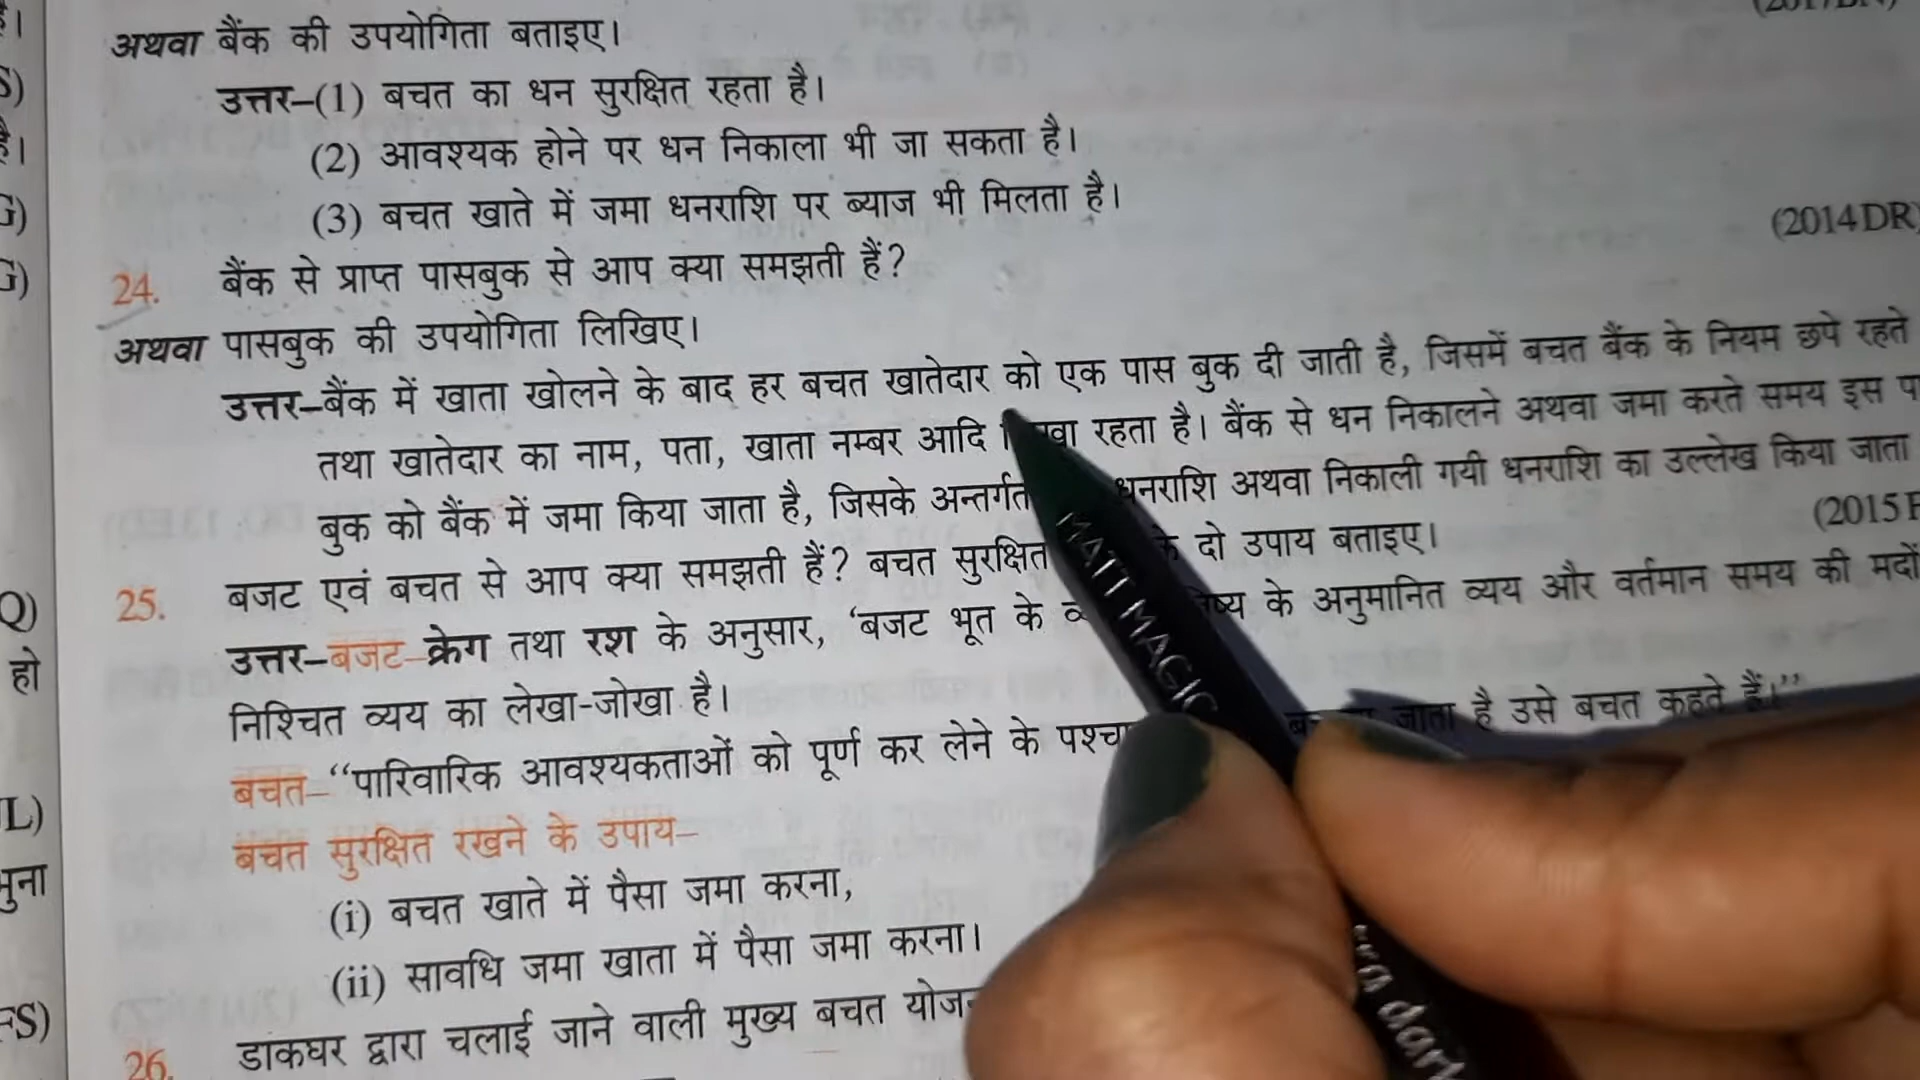 अथवा बैंक की उपयोगिता बताइए।
उत्तर–(1) बचत का धन सुरक्षित रहता है।
(2) आवश्यक होने पर धन निकाला भी जा सकता है।
(3) बचत खाते में जमा धनराशि पर ब्याज भी मिलता है।
(2014DR)
24. बैंक से प्राप्त पासबुक से आप क्या समझती हैं?
अथवा पासबुक की उपयोगिता लिखिए।
उत्तर–बैंक में खाता खोलने के बाद हर बचत खातेदार को एक पास बुक दी जाती है, जिसमें बचत बैंक के नियम छपे रहते
तथा खातेदार का नाम, पता, खाता नम्बर आदि रहता है। बैंक से धन निकालने अथवा जमा करते समय इस
बुक को बैंक में जमा किया जाता है, जिसके अन्तर्गत धनराशि अथवा निकाली गयी धनराशि का उल्लेख किया जाता
(2015
25. बजट एवं बचत से आप क्या समझती हैं? बचत सुरक्षित के दो उपाय बताइए।
उत्तर–बजट–क्रेग तथा रश के अनुसार, ‘बजट भूत के के अनुमानित व्यय और वर्तमान समय की मदों
निश्चित व्यय का लेखा-जोखा है।
बचत–“पारिवारिक आवश्यकताओं को पूर्ण कर लेने के जाता है उसे बचत कहते हैं।”
बचत सुरक्षित रखने के उपाय–
(i) बचत खाते में पैसा जमा करना,
(ii) सावधि जमा खाता में पैसा जमा करना।
26. डाकघर द्वारा चलाई जाने वाली मुख्य बचत
हो
MATT MAGIC